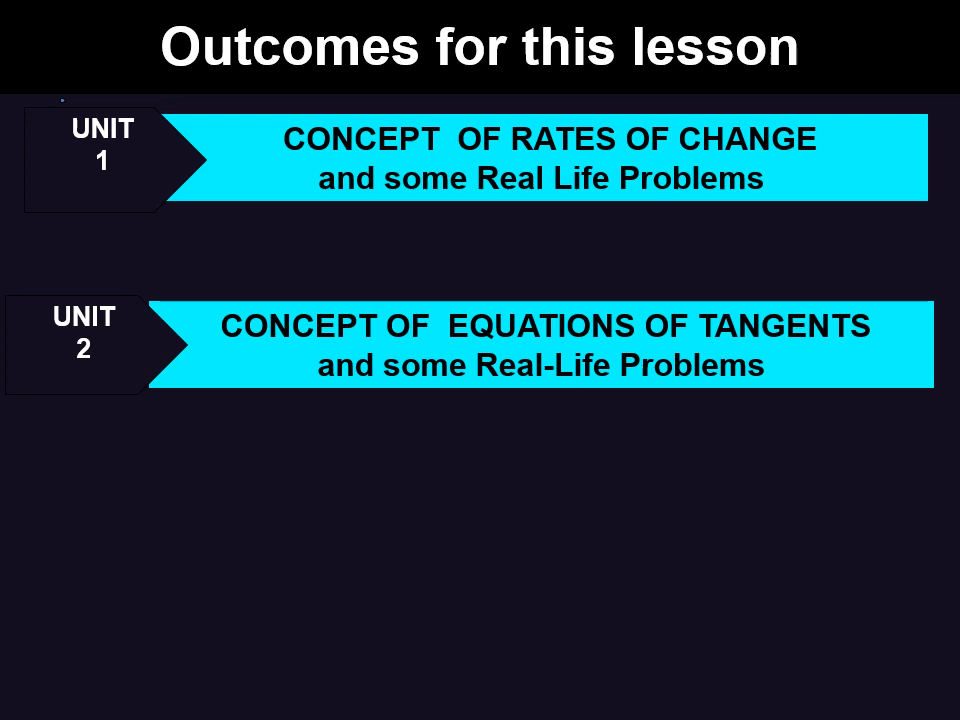 Outcomes for this lesson
UNIT
1
CONCEPT OF RATES OF CHANGE
and some Real Life Problems
UNIT
2
CONCEPT OF EQUATIONS OF TANGENTS
and some Real-Life Problems